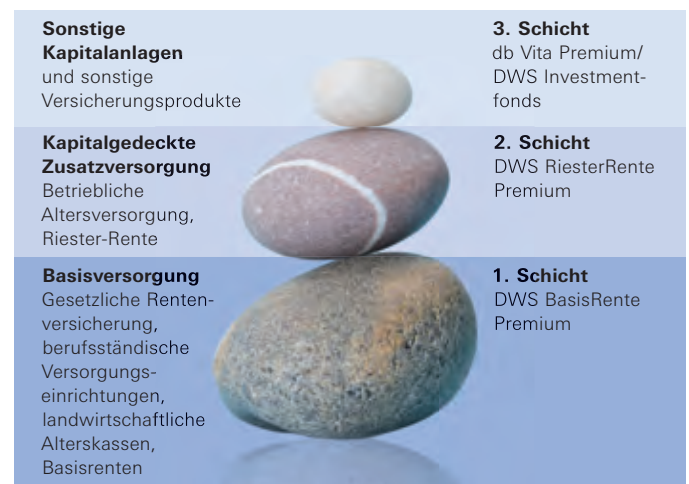 Sonstige
Kapitalanlagen
und sonstige
Versicherungsprodukte
3. Schicht
db Vita Premium/
DWS Investment-
fonds
Kapitalgedeckte
Zusatzversorgung
Betriebliche
Altersversorgung,
Riester-Rente
2. Schicht
DWS RiesterRente
Premium
Basisversorgung
Gesetzliche Renten-
versicherung,
berufsständische
Versorgungs-
einrichtungen,
landwirtschaftliche
Alterskassen,
Basisrenten
1. Schicht
DWS BasisRente
Premium